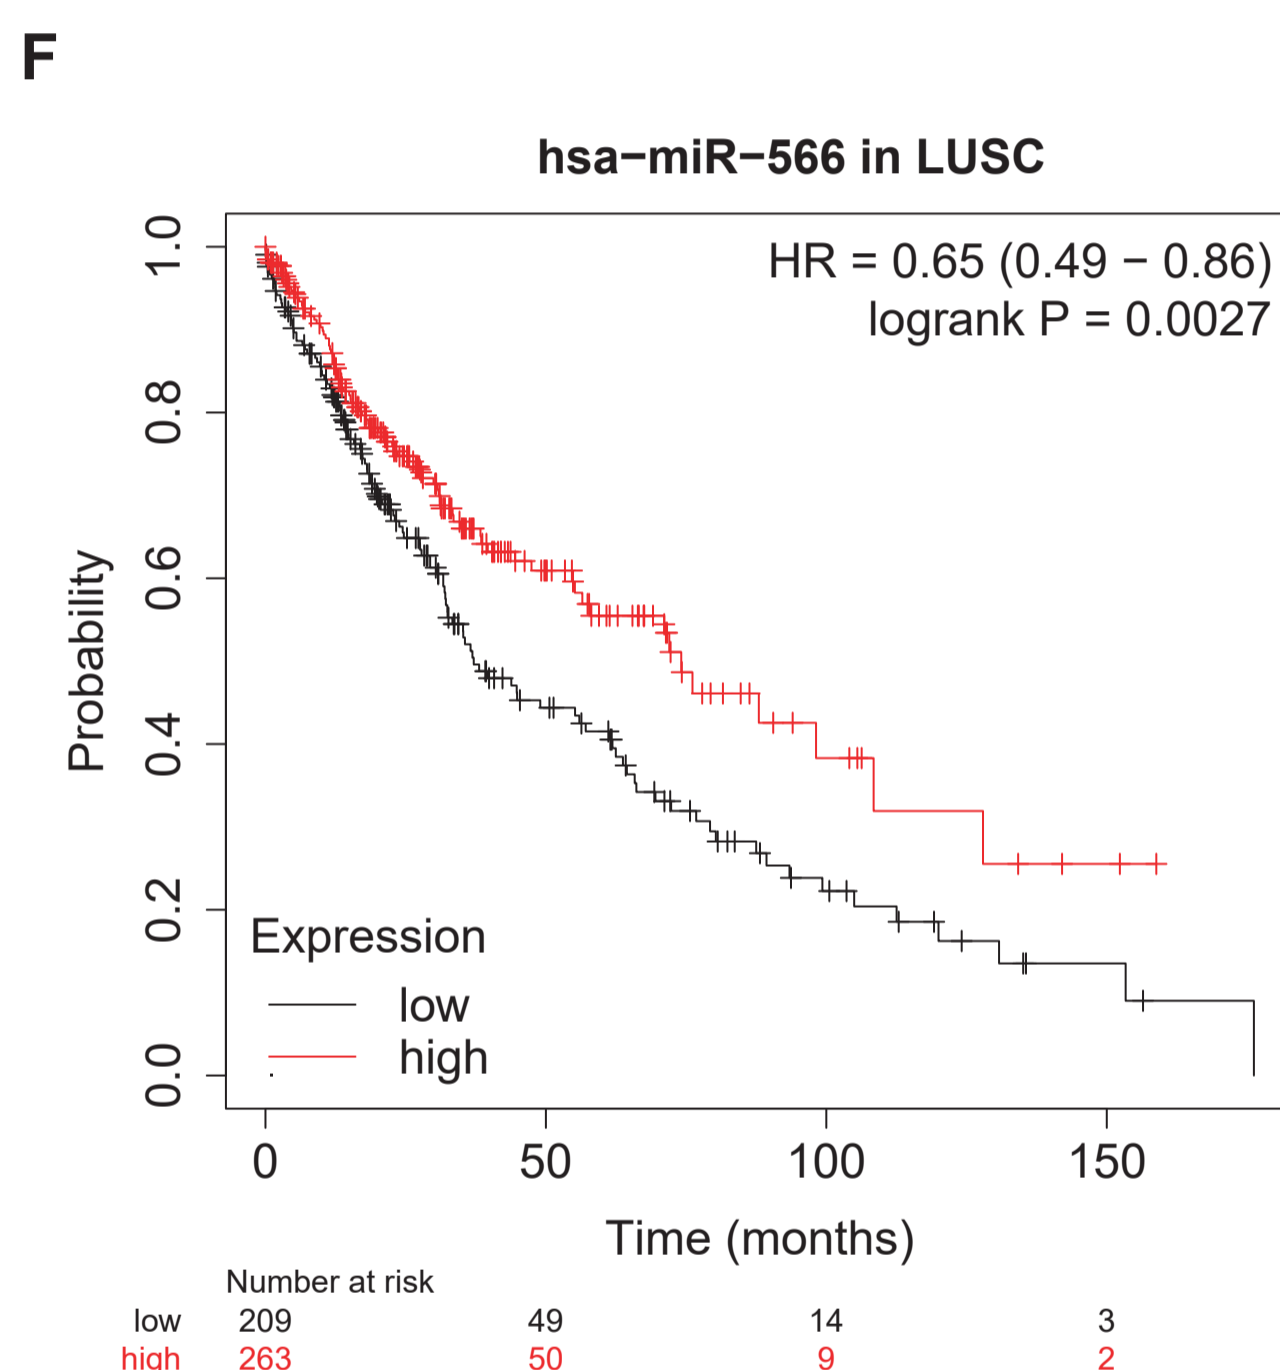 F
hsa−miR−566 in LUSC
HR = 0.65 (0.49 − 0.86)
logrank P = 0.0027
Probability
1.0
0.8
0.6
0.4
0.2
0.0
Expression
low
high
0 50 100 150
Time (months)
Number at risk
low 209 49 14 3
high 263 50 9 2